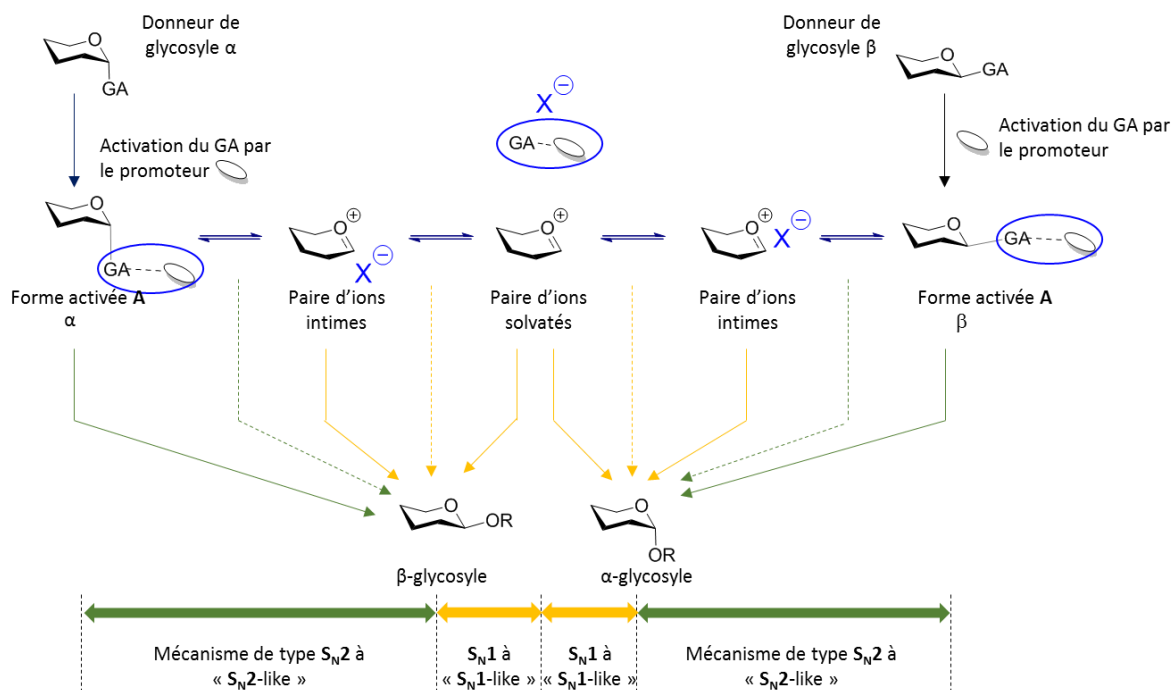 Donneur de
glycosyle α
Donneur de
glycosyle β
O
GA
O
GA
X⊖
GA
Activation du GA par
le promoteur
Activation du GA par
le promoteur
O
GA
O⊕
X⊖
O⊕
O⊕
X⊖
O
GA
Forme activée A
α
Paire d’ions
intimes
Paire d’ions
solvatés
Paire d’ions
intimes
Forme activée A
β
O
OR
O
OR
β-glycosyle
α-glycosyle
Mécanisme de type SN2 à
« SN2-like »
SN1 à
« SN1-like »
SN1 à
« SN1-like »
Mécanisme de type SN2 à
« SN2-like »